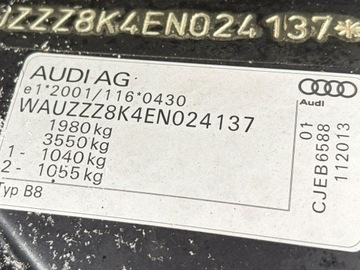 UZZZ8K4EN024137*
AUDI AG
e1*2001/116*0430
WAUZZZ8K4EN024137
1980 kg
3550 kg
1- 1040 kg
2- 1055 kg
Typ B8
Audi
CJEB6588 01
112013